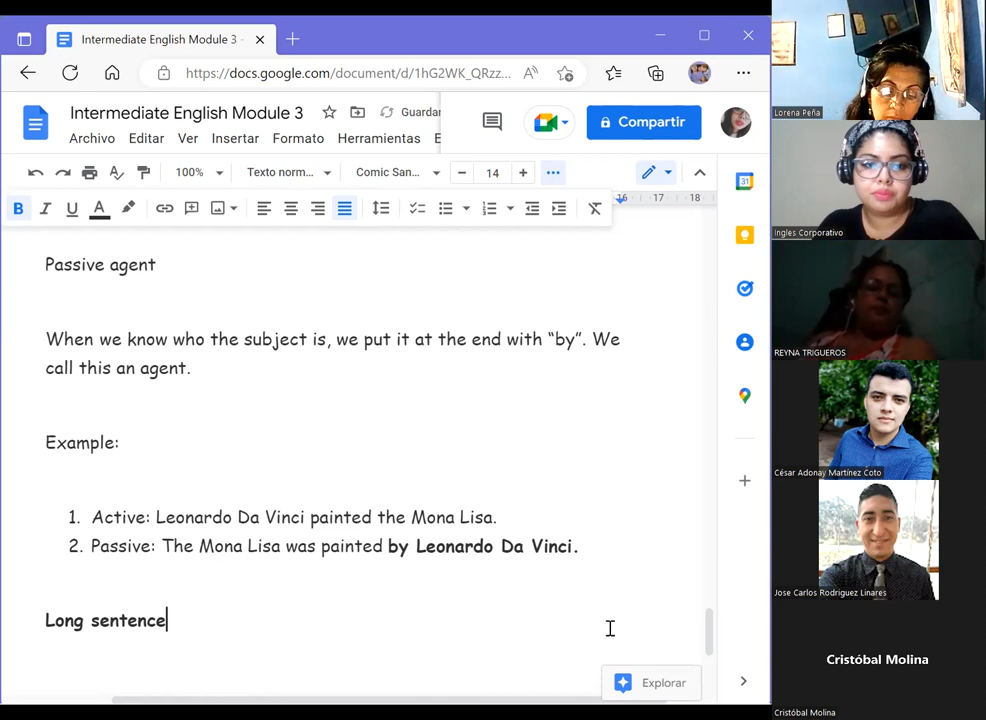 Intermediate English Module 3 -
https://docs.google.com/document/d/1hG2WK_QRzz...
Intermediate English Module 3
Guardar
Archivo Editar Ver Insertar Formato Herramientas E
Compartir
100% Texto norm... Comic San... 14
16 17 18
Passive agent
When we know who the subject is, we put it at the end with “by”. We
call this an agent.
Example:
1. Active: Leonardo Da Vinci painted the Mona Lisa.
2. Passive: The Mona Lisa was painted by Leonardo Da Vinci.
Long sentence
Explorar
31
Lorena Peña
Ingles Corporativo
REYNA TRIGUEROS
César Adonay Martínez Coto
Jose Carlos Rodriguez Linares
Cristóbal Molina
Cristóbal Molina